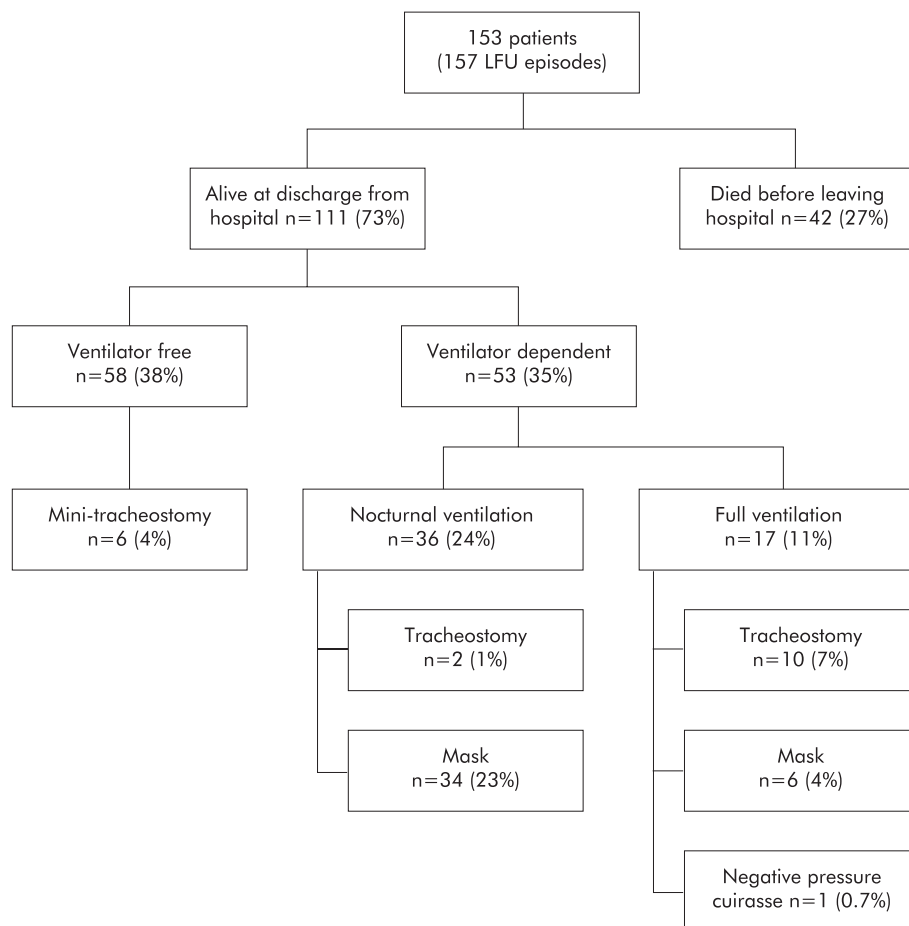 153 patients
(157 LFU episodes)
Alive at discharge from
hospital n=111 (73%)
Died before leaving
hospital n=42 (27%)
Ventilator free
n=58 (38%)
Ventilator dependent
n=53 (35%)
Mini-tracheostomy
n=6 (4%)
Nocturnal ventilation
n=36 (24%)
Full ventilation
n=17 (11%)
Tracheostomy
n=2 (1%)
Tracheostomy
n=10 (7%)
Mask
n=34 (23%)
Mask
n=6 (4%)
Negative pressure
cuirasse n=1 (0.7%)